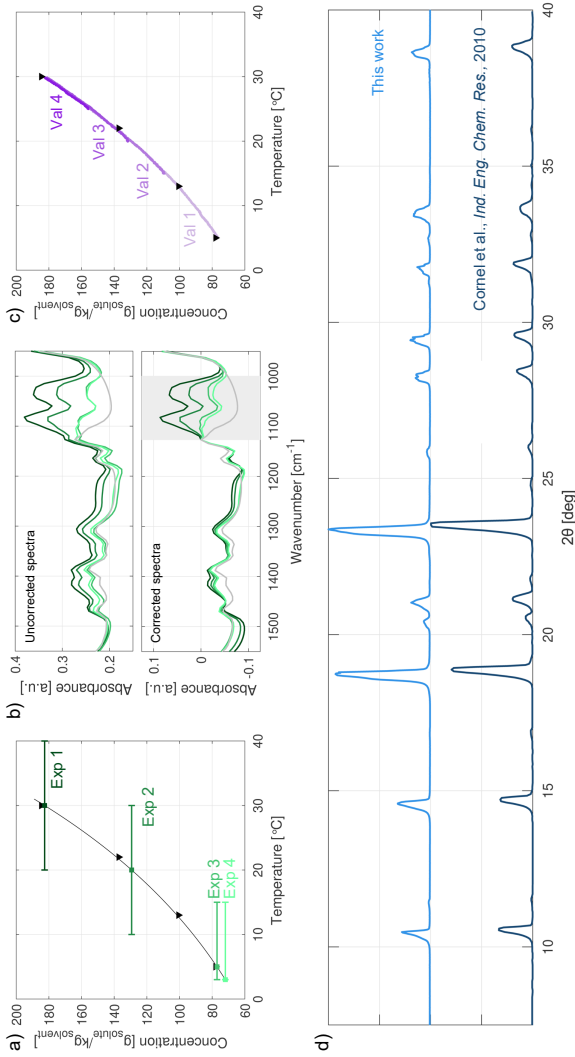 a)
Concentration [g_solute/kg_solvent]
200
180
160
140
120
100
80
60
0
10
20
30
40
Temperature [°C]
Exp 1
Exp 2
Exp 3
Exp 4
b)
Absorbance [a.u.]
0.4
0.3
0.2
Uncorrected spectra
Absorbance [a.u.]
0.1
0
-0.1
Corrected spectra
1500
1400
1300
1200
1100
1000
Wavenumber [cm⁻¹]
c)
Concentration [g_solute/kg_solvent]
200
180
160
140
120
100
80
60
0
10
20
30
40
Temperature [°C]
Val 1
Val 2
Val 3
Val 4
d)
This work
Cornel et al., Ind. Eng. Chem. Res., 2010
10
15
20
25
30
35
40
2θ [deg]